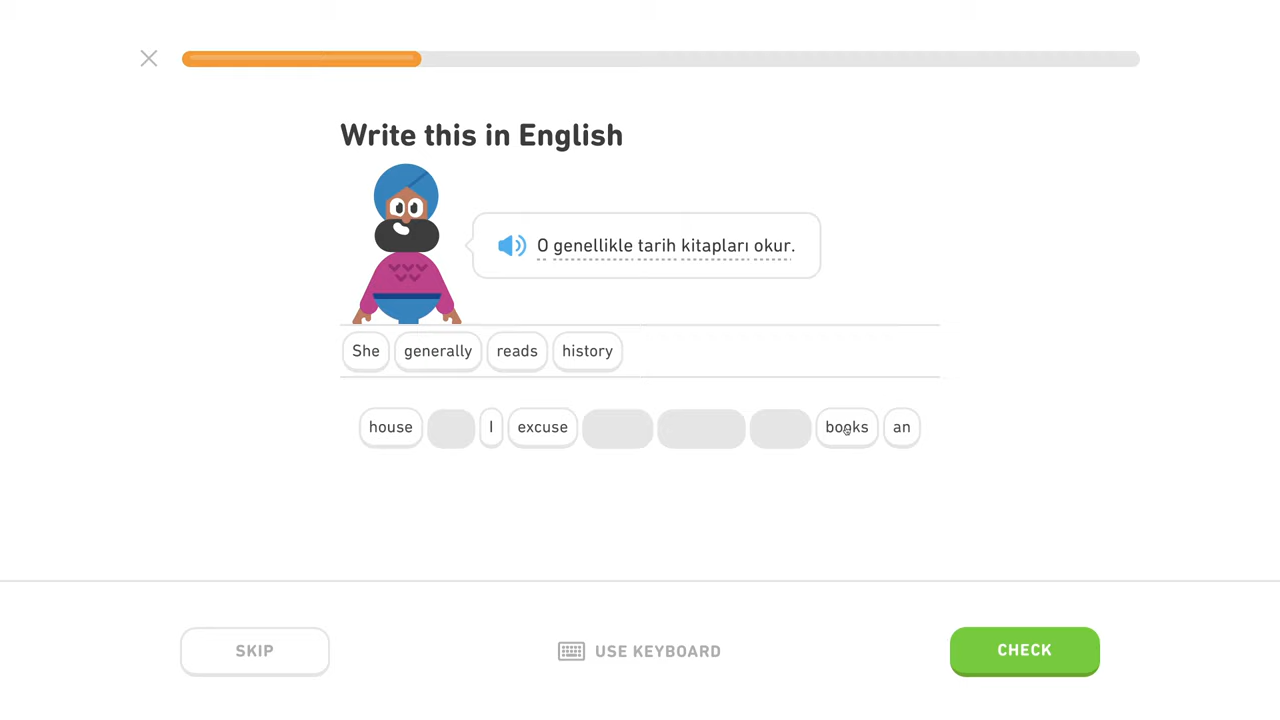 Write this in English
O genellikle tarih kitapları okur.
She generally reads history
house I excuse books an
SKIP USE KEYBOARD CHECK